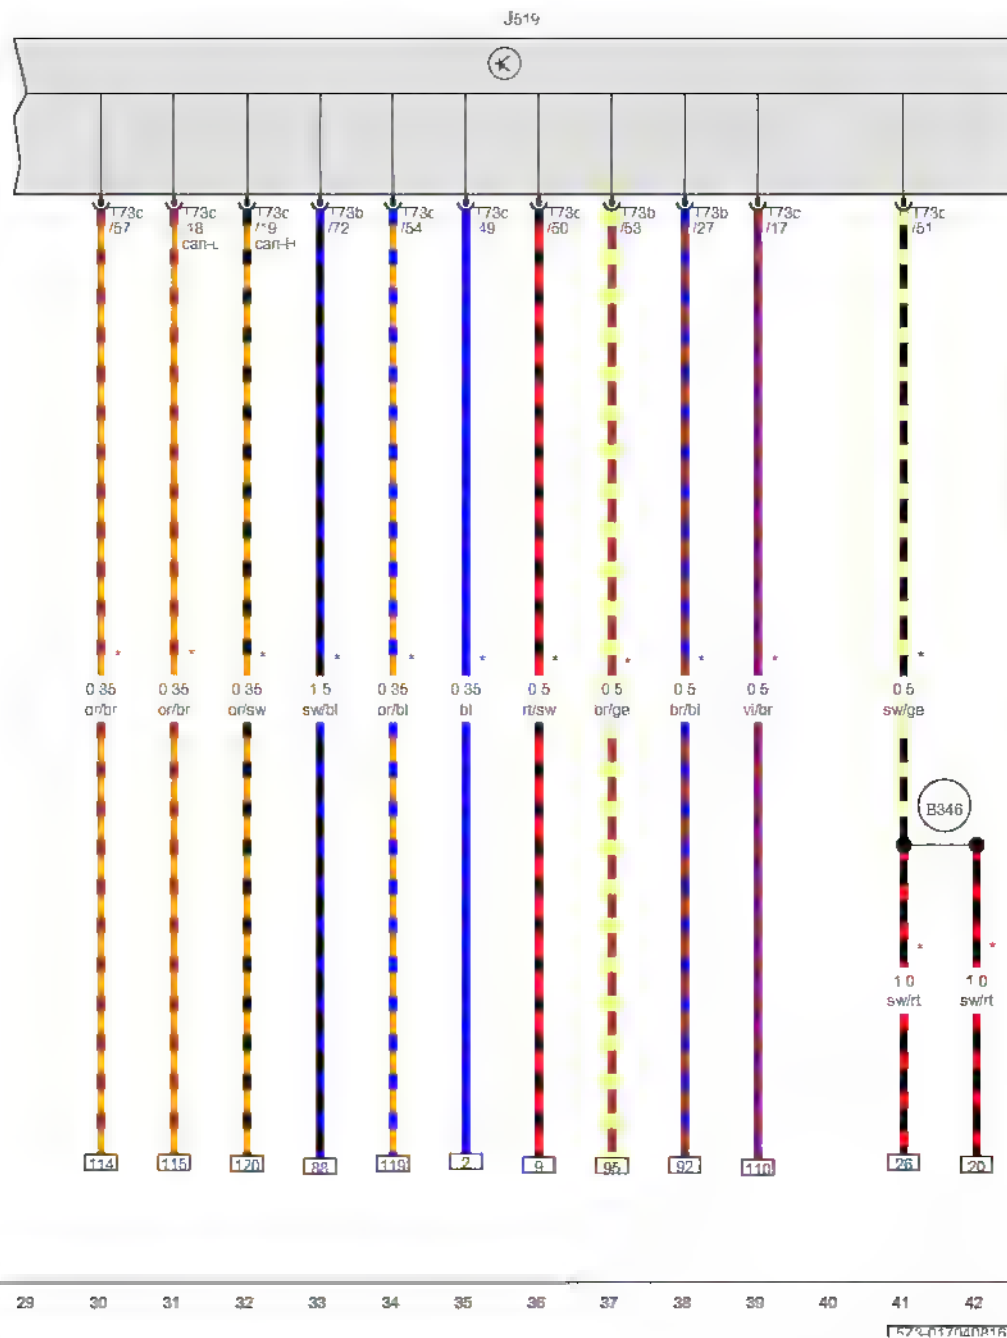 J519
K
T73c T73c T73c T73b T73c T73c T73c T73b T73b T73c T73c
/57 18 /19 /72 /54 49 /50 /53 /27 /17 /51
can-L can-H
* * * * * * * * * * *
0.35 0.35 0.35 1.5 0.35 0.35 0.5 0.5 0.5 0.5 0.5
or/br or/br or/sw sw/bl or/bl bl rt/sw br/ge br/bl vi/br sw/ge
B346
* *
1.0 1.0
sw/rt sw/rt
114 115 120 88 119 2 9 95 92 110 26 20
29 30 31 32 33 34 35 36 37 38 39 40 41 42